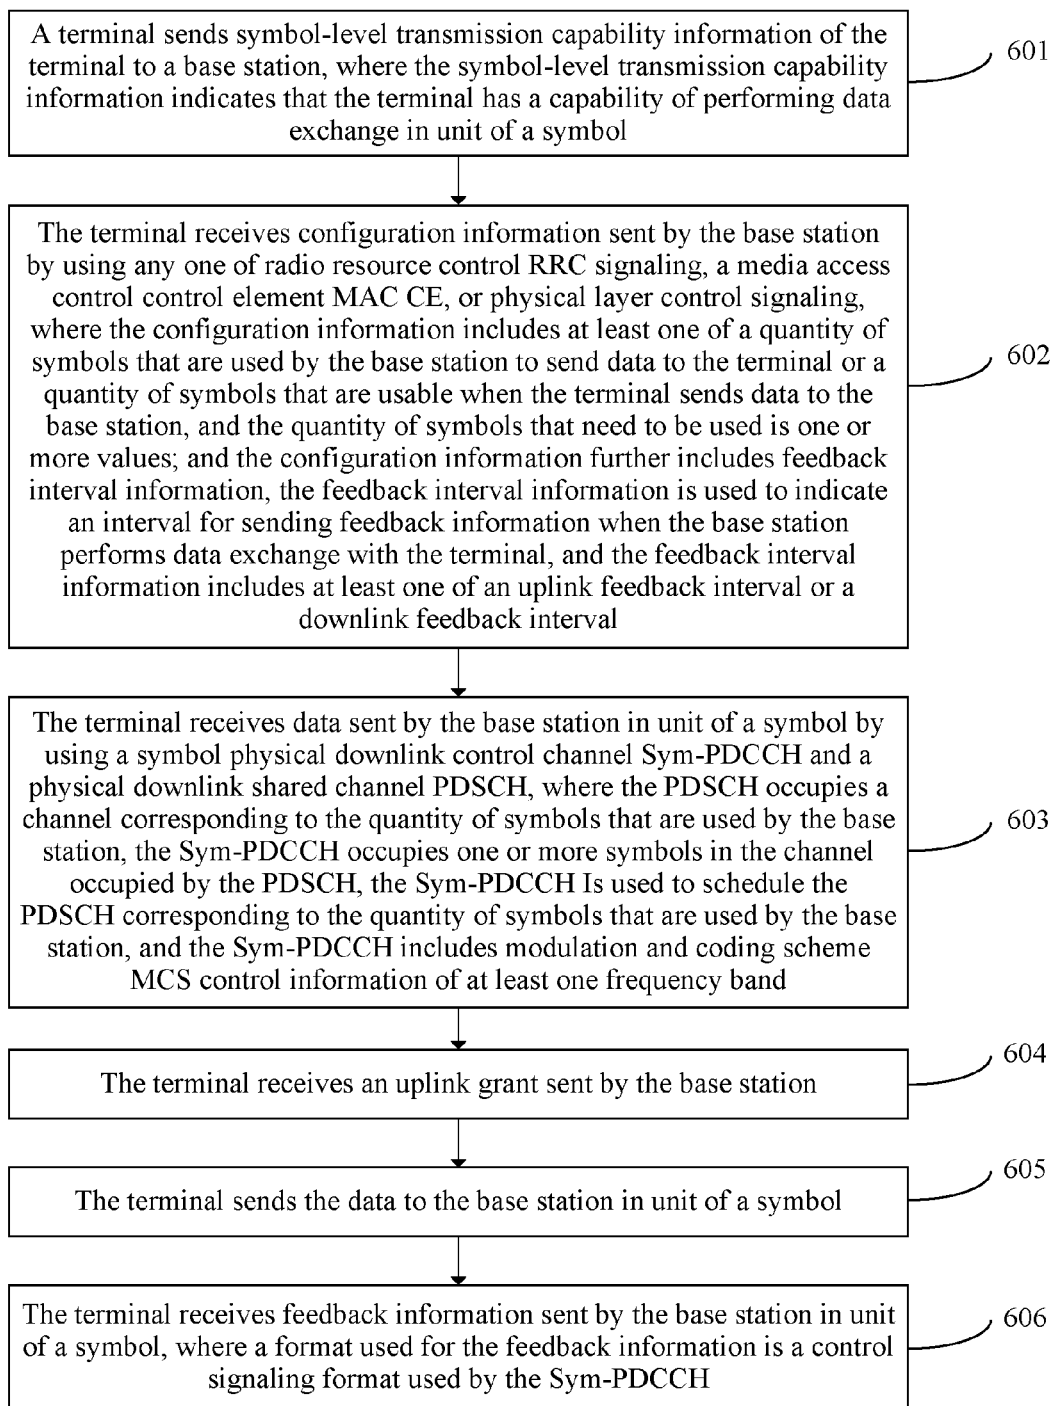 A terminal sends symbol-level transmission capability information of the
terminal to a base station, where the symbol-level transmission capability
information indicates that the terminal has a capability of performing data
exchange in unit of a symbol
601
The terminal receives configuration information sent by the base station
by using any one of radio resource control RRC signaling, a media access
control control element MAC CE, or physical layer control signaling,
where the configuration information includes at least one of a quantity of
symbols that are used by the base station to send data to the terminal or a
quantity of symbols that are usable when the terminal sends data to the
base station, and the quantity of symbols that need to be used is one or
more values; and the configuration information further includes feedback
interval information, the feedback interval information is used to indicate
an interval for sending feedback information when the base station
performs data exchange with the terminal, and the feedback interval
information includes at least one of an uplink feedback interval or a
downlink feedback interval
602
The terminal receives data sent by the base station in unit of a symbol by
using a symbol physical downlink control channel Sym-PDCCH and a
physical downlink shared channel PDSCH, where the PDSCH occupies a
channel corresponding to the quantity of symbols that are used by the base
station, the Sym-PDCCH occupies one or more symbols in the channel
occupied by the PDSCH, the Sym-PDCCH Is used to schedule the
PDSCH corresponding to the quantity of symbols that are used by the base
station, and the Sym-PDCCH includes modulation and coding scheme
MCS control information of at least one frequency band
603
The terminal receives an uplink grant sent by the base station
604
The terminal sends the data to the base station in unit of a symbol
605
The terminal receives feedback information sent by the base station in unit
of a symbol, where a format used for the feedback information is a control
signaling format used by the Sym-PDCCH
606